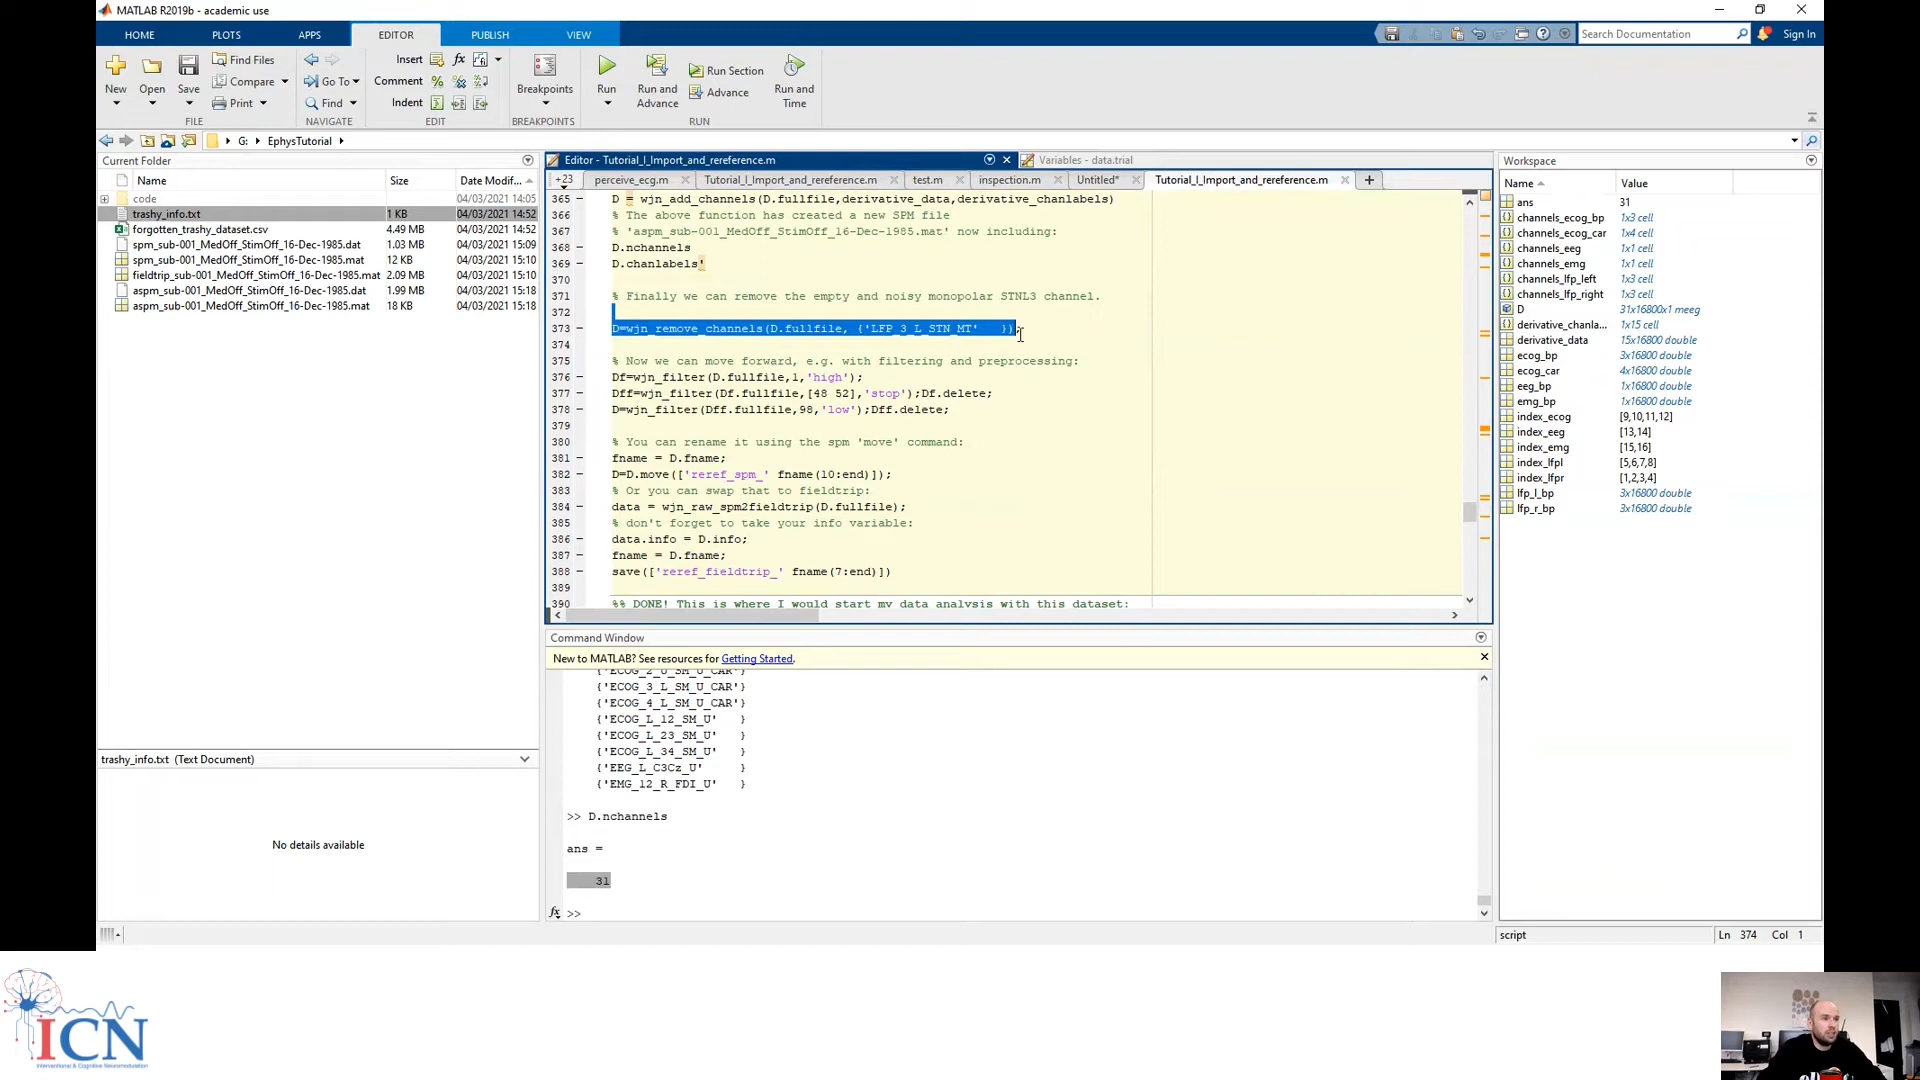 MATLAB R2019b - academic use
HOME PLOTS APPS EDITOR PUBLISH VIEW
Search Documentation Sign In
New Open Save Find Files Compare Print
Go To Find
Insert Comment Indent
Breakpoints Run Run and Advance Run Section Advance Run and Time
FILE NAVIGATE EDIT BREAKPOINTS RUN
G: EphysTutorial
Current Folder
Name Size Date Modif...
code 04/03/2021 14:05
trashy_info.txt 1 KB 04/03/2021 14:52
forgotten_trashy_dataset.csv 4.49 MB 04/03/2021 14:52
spm_sub-001_MedOff_StimOff_16-Dec-1985.dat 1.03 MB 04/03/2021 15:09
spm_sub-001_MedOff_StimOff_16-Dec-1985.mat 12 KB 04/03/2021 15:10
fieldtrip_sub-001_MedOff_StimOff_16-Dec-1985.mat 2.09 MB 04/03/2021 15:10
aspm_sub-001_MedOff_StimOff_16-Dec-1985.dat 1.99 MB 04/03/2021 15:18
aspm_sub-001_MedOff_StimOff_16-Dec-1985.mat 18 KB 04/03/2021 15:18
trashy_info.txt (Text Document)
No details available
Editor - Tutorial_I_Import_and_rereference.m
Variables - data.trial
+23 perceive_ecg.m Tutorial_I_Import_and_rereference.m test.m inspection.m Untitled* Tutorial_I_Import_and_rereference.m
365 D = wjn_add_channels(D.fullfile,derivative_data,derivative_chanlabels)
366 % The above function has created a new SPM file
367 % 'aspm_sub-001_MedOff_StimOff_16-Dec-1985.mat' now including:
368 D.nchannels
369 D.chanlabels'
370
371 % Finally we can remove the empty and noisy monopolar STNL3 channel.
372
373 D=wjn_remove_channels(D.fullfile, {'LFP_3_L_STN_MT' });
374
375 % Now we can move forward, e.g. with filtering and preprocessing:
376 Df=wjn_filter(D.fullfile,1,'high');
377 Dff=wjn_filter(Df.fullfile,[48 52],'stop');Df.delete;
378 D=wjn_filter(Dff.fullfile,98,'low');Dff.delete;
379
380 % You can rename it using the spm 'move' command:
381 fname = D.fname;
382 D=D.move(['reref_spm_' fname(10:end)]);
383 % Or you can swap that to fieldtrip:
384 data = wjn_raw_spm2fieldtrip(D.fullfile);
385 % don't forget to take your info variable:
386 data.info = D.info;
387 fname = D.fname;
388 save(['reref_fieldtrip_' fname(7:end)])
389
390 %% DONE! This is where I would start my data analysis with this dataset:
Command Window
New to MATLAB? See resources for Getting Started.
{'ECOG_3_L_SM_U_CAR'}
{'ECOG_4_L_SM_U_CAR'}
{'ECOG_L_12_SM_U' }
{'ECOG_L_23_SM_U' }
{'ECOG_L_34_SM_U' }
{'EEG_L_C3Cz_U' }
{'EMG_12_R_FDI_U' }
>> D.nchannels
ans =
31
fx >>
Workspace
Name Value
ans 31
channels_ecog_bp 1x3 cell
channels_ecog_car 1x4 cell
channels_eeg 1x1 cell
channels_emg 1x1 cell
channels_lfp_left 1x3 cell
channels_lfp_right 1x3 cell
D 31x16800x1 meeg
derivative_chanla... 1x15 cell
derivative_data 15x16800 double
ecog_bp 3x16800 double
ecog_car 4x16800 double
eeg_bp 1x16800 double
emg_bp 1x16800 double
index_ecog [9,10,11,12]
index_eeg [13,14]
index_emg [15,16]
index_lfpl [5,6,7,8]
index_lfpr [1,2,3,4]
lfp_l_bp 3x16800 double
lfp_r_bp 3x16800 double
script Ln 374 Col 1
ICN
Interventional & Cognitive Neuromodulation